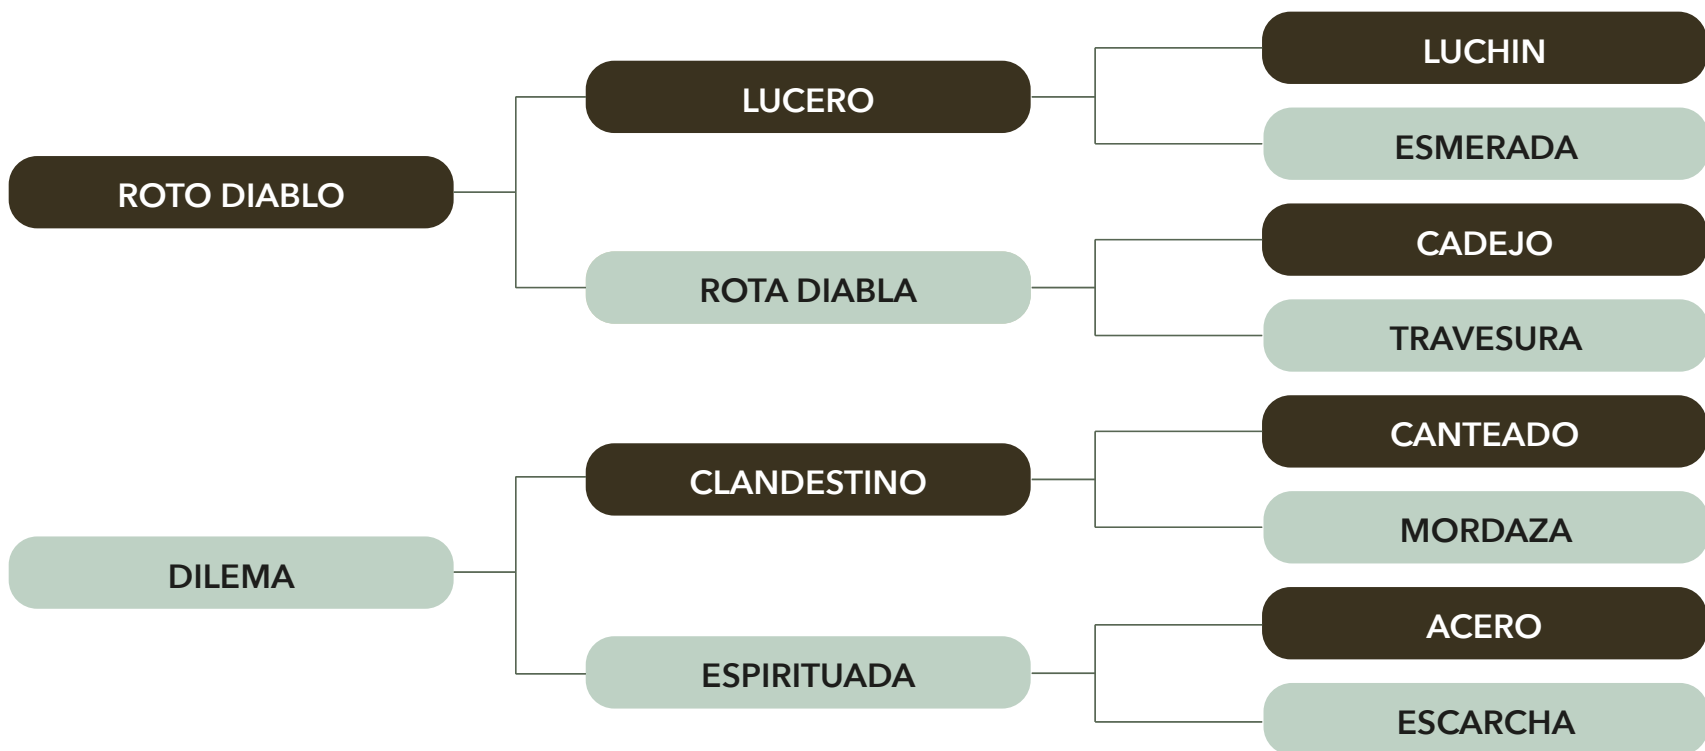 LUCHIN
LUCERO
ESMERADA
ROTO DIABLO
CADEJO
ROTA DIABLA
TRAVESURA
CANTEADO
CLANDESTINO
MORDAZA
DILEMA
ACERO
ESPIRITUADA
ESCARCHA